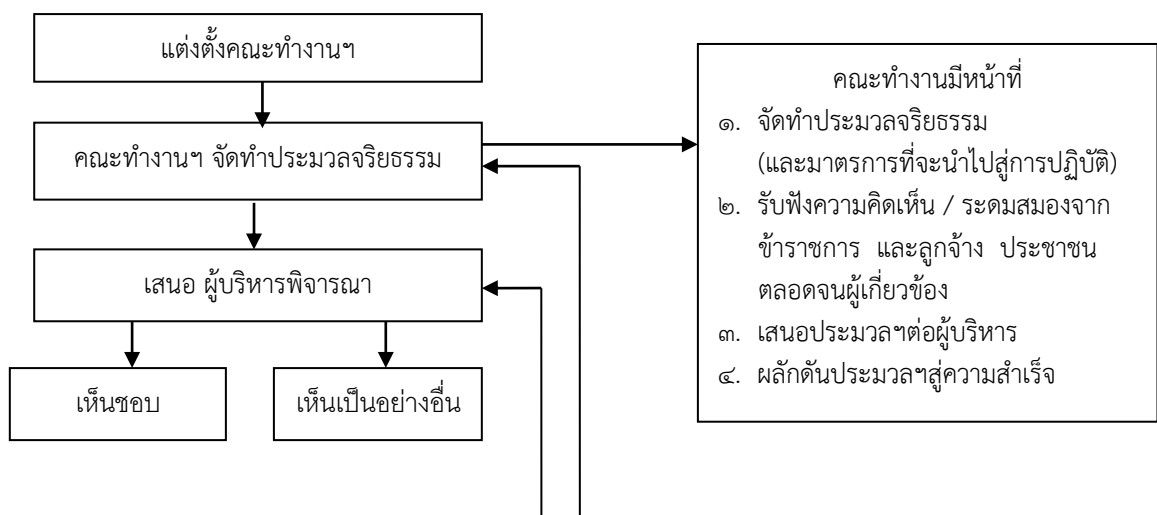 แต่งตั้งคณะทำงานฯ
คณะทำงานฯ จัดทำประมวลจริยธรรม
เสนอ ผู้บริหารพิจารณา
เห็นชอบ
เห็นเป็นอย่างอื่น
คณะทำงานมีหน้าที่
๑. จัดทำประมวลจริยธรรม
(และมาตรการที่จะนำไปสู่การปฏิบัติ)
๒. รับฟังความคิดเห็น / ระดมสมองจาก
ข้าราชการ และลูกจ้าง ประชาชน
ตลอดจนผู้เกี่ยวข้อง
๓. เสนอประมวลฯต่อผู้บริหาร
๔. ผลักดันประมวลฯสู่ความสำเร็จ